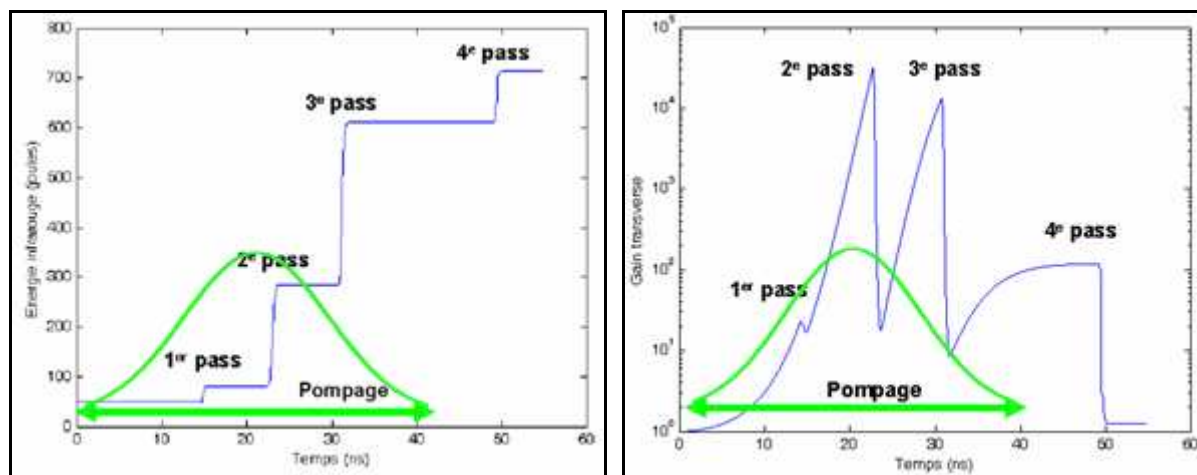 800
700
600
500
400
300
200
100
0
0 10 20 30 40 50 60
Energie infrarouge (joules)
Temps (ns)
1er pass
2e pass
3e pass
4e pass
Pompage
10^5
10^4
10^3
10^2
10^1
10^0
0 10 20 30 40 50 60
Gain transverse
Temps (ns)
1er pass
2e pass
3e pass
4e pass
Pompage